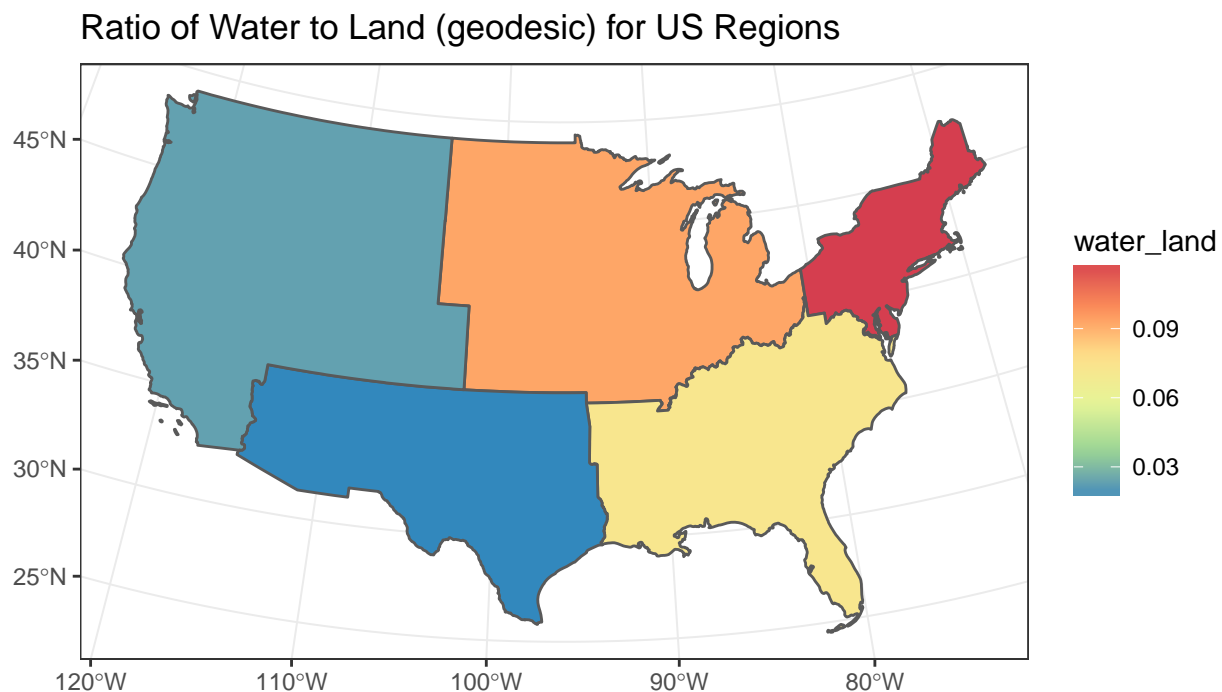 Ratio of Water to Land (geodesic) for US Regions
45°N
40°N
35°N
30°N
25°N
120°W
110°W
100°W
90°W
80°W
water_land
0.09
0.06
0.03